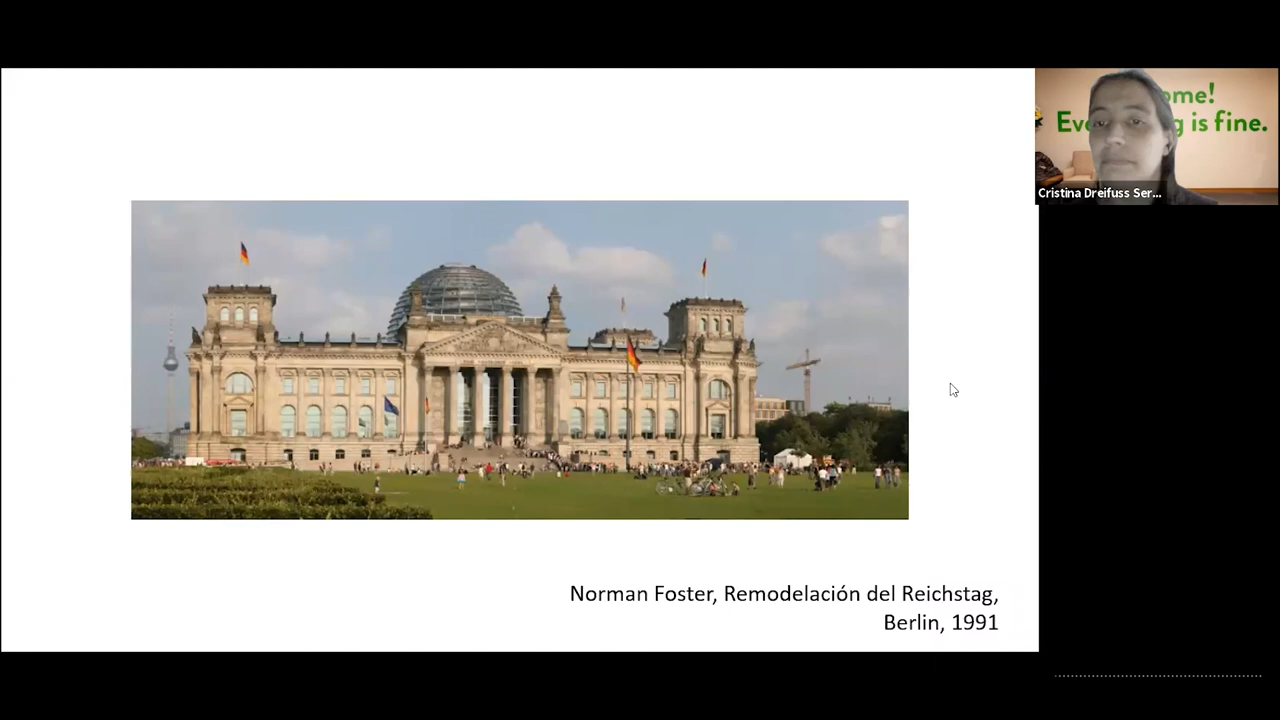 ome!
Eve g is fine.
Cristina Dreifuss Ser...
Norman Foster, Remodelación del Reichstag,
Berlin, 1991